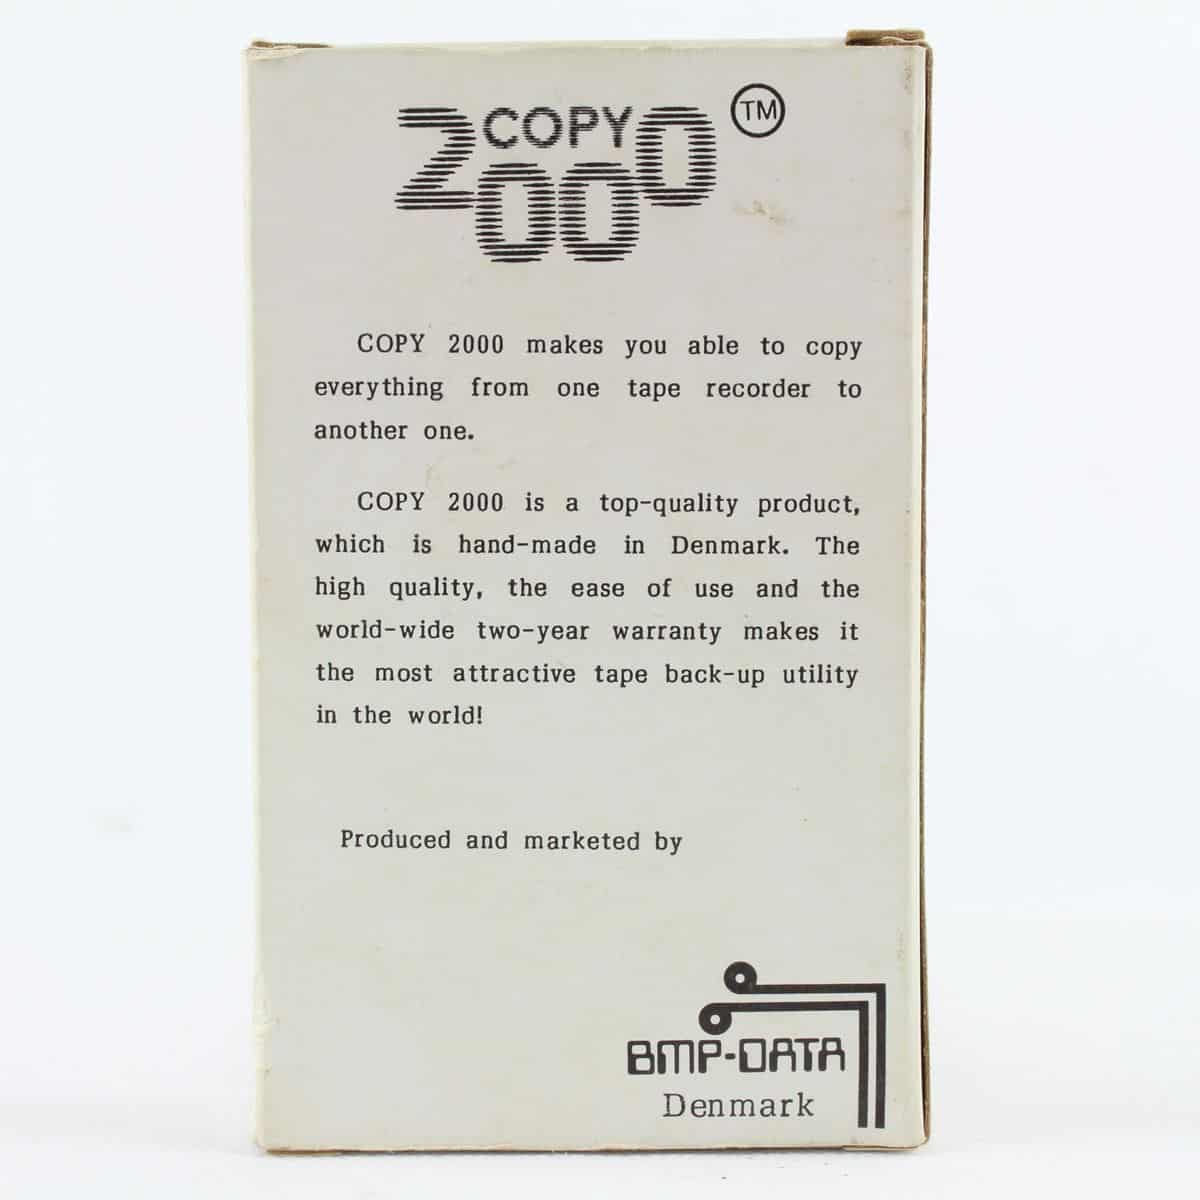 COPY
2000
TM
COPY 2000 makes you able to copy
everything from one tape recorder to
another one.
COPY 2000 is a top-quality product,
which is hand-made in Denmark. The
high quality, the ease of use and the
world-wide two-year warranty makes it
the most attractive tape back-up utility
in the world!
Produced and marketed by
BMP-DATA
Denmark